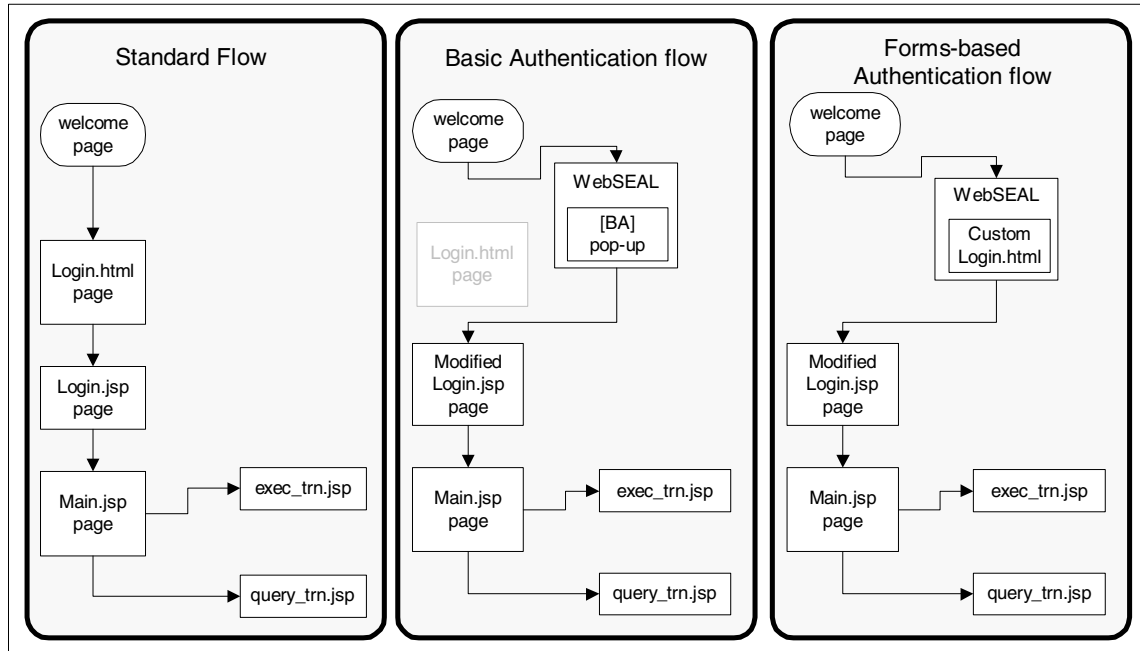 Standard Flow
welcome
page
Login.html
page
Login.jsp
page
Main.jsp
page
exec_trn.jsp
query_trn.jsp
Basic Authentication flow
welcome
page
WebSEAL
[BA]
pop-up
Login.html
page
Modified
Login.jsp
page
Main.jsp
page
exec_trn.jsp
query_trn.jsp
Forms-based
Authentication flow
welcome
page
WebSEAL
Custom
Login.html
Modified
Login.jsp
page
Main.jsp
page
exec_trn.jsp
query_trn.jsp